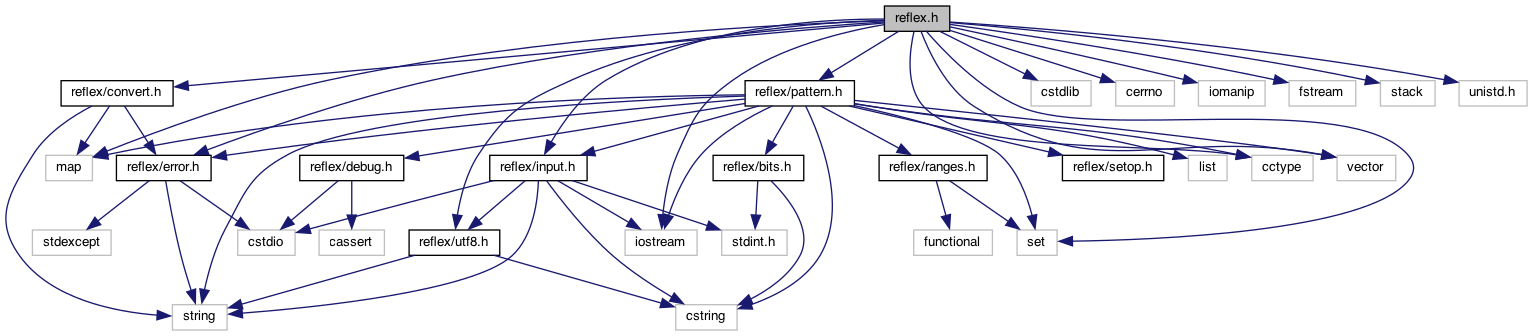 reflex.h
reflex/convert.h
reflex/pattern.h
cstdlib
cerrno
iomanip
fstream
stack
unistd.h
map
reflex/error.h
reflex/debug.h
reflex/input.h
reflex/bits.h
reflex/ranges.h
reflex/setop.h
list
cctype
vector
stdexcept
cstdio
cassert
reflex/utf8.h
iostream
stdint.h
functional
set
string
cstring